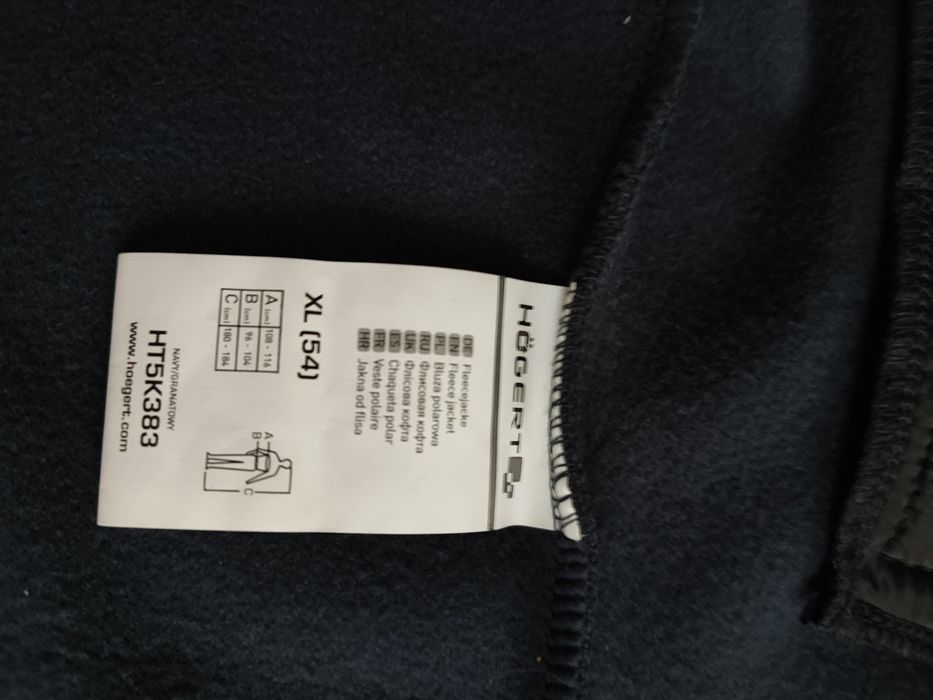 HÖGERT
DE Fleecejacke
EN Fleece jacket
PL Bluza polarowa
RU Флисовая кофта
UK Флісова кофта
ES Chaqueta polar
FR Veste polaire
HR Jakna od flisa
XL (54)
A (cm) 108 - 116
B (cm) 96 - 104
C (cm) 180 - 184
A
B
C
NAVY/GRANATOWY
HT5K383
www.hoegert.com